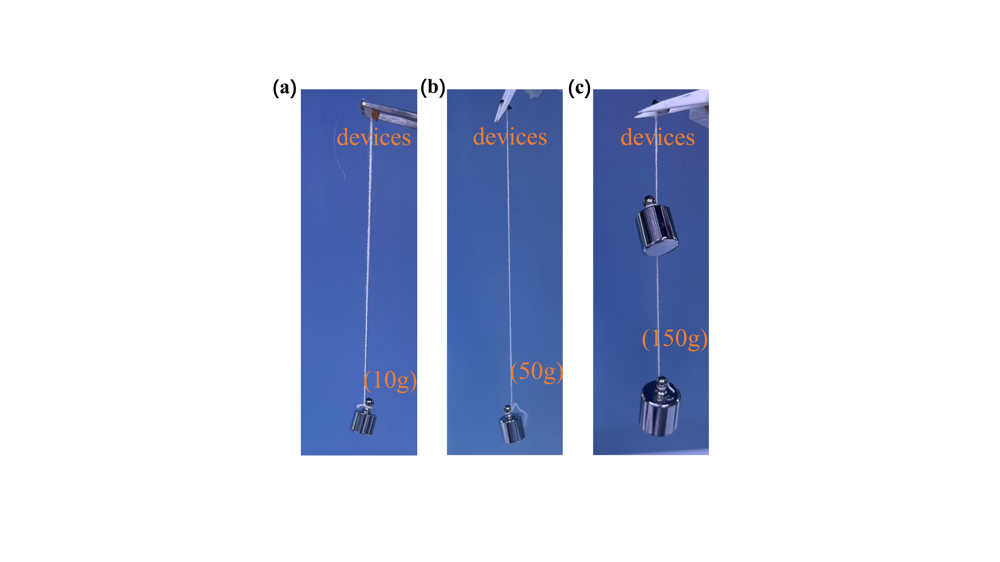 (a)
devices
(10g)
(b)
devices
(50g)
(c)
devices
(150g)